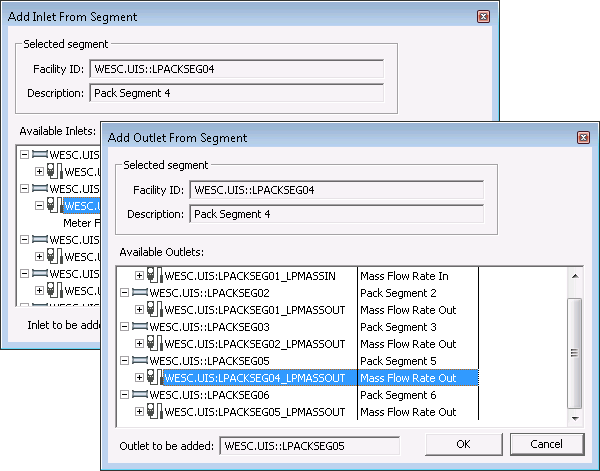 Add Inlet From Segment
Selected segment
Facility ID: WESC.UIS::LPACKSEG04
Description: Pack Segment 4
Available Inlets:
WESC.UIS
WESC.
WESC.UIS
WESC.U
Meter F
WESC.UIS
WESC.
WESC.UIS
WESC.
Inlet to be added
Add Outlet From Segment
Selected segment
Facility ID: WESC.UIS::LPACKSEG04
Description: Pack Segment 4
Available Outlets:
WESC.UIS:LPACKSEG01_LPMASSIN Mass Flow Rate In
WESC.UIS::LPACKSEG02 Pack Segment 2
WESC.UIS:LPACKSEG01_LPMASSOUT Mass Flow Rate Out
WESC.UIS::LPACKSEG03 Pack Segment 3
WESC.UIS:LPACKSEG02_LPMASSOUT Mass Flow Rate Out
WESC.UIS::LPACKSEG05 Pack Segment 5
WESC.UIS:LPACKSEG04_LPMASSOUT Mass Flow Rate Out
WESC.UIS::LPACKSEG06 Pack Segment 6
WESC.UIS:LPACKSEG05_LPMASSOUT Mass Flow Rate Out
Outlet to be added: WESC.UIS::LPACKSEG05
OK
Cancel